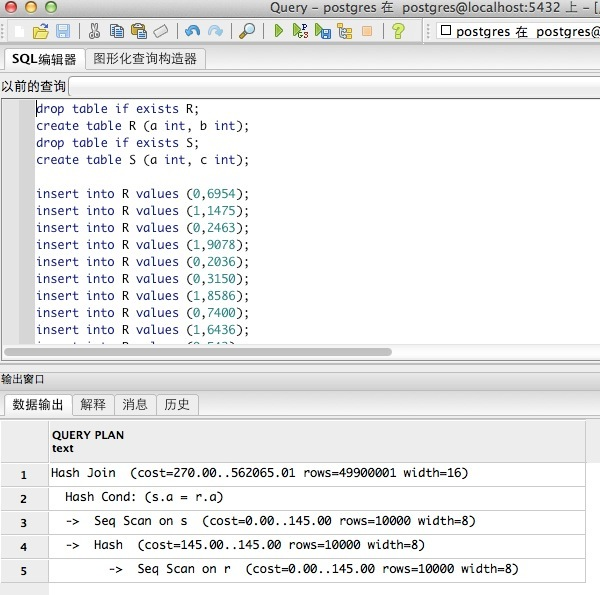 Query – postgres 在 postgres@localhost:5432 上 – [
postgres 在 postgres@
SQL编辑器 图形化查询构造器
以前的查询
drop table if exists R;
create table R (a int, b int);
drop table if exists S;
create table S (a int, c int);
insert into R values (0,6954);
insert into R values (1,1475);
insert into R values (0,2463);
insert into R values (1,9078);
insert into R values (0,2036);
insert into R values (0,3150);
insert into R values (1,8586);
insert into R values (0,7400);
insert into R values (1,6436);
输出窗口
数据输出 解释 消息 历史
QUERY PLAN
text
1 Hash Join (cost=270.00..562065.01 rows=49900001 width=16)
2 Hash Cond: (s.a = r.a)
3 -> Seq Scan on s (cost=0.00..145.00 rows=10000 width=8)
4 -> Hash (cost=145.00..145.00 rows=10000 width=8)
5 -> Seq Scan on r (cost=0.00..145.00 rows=10000 width=8)